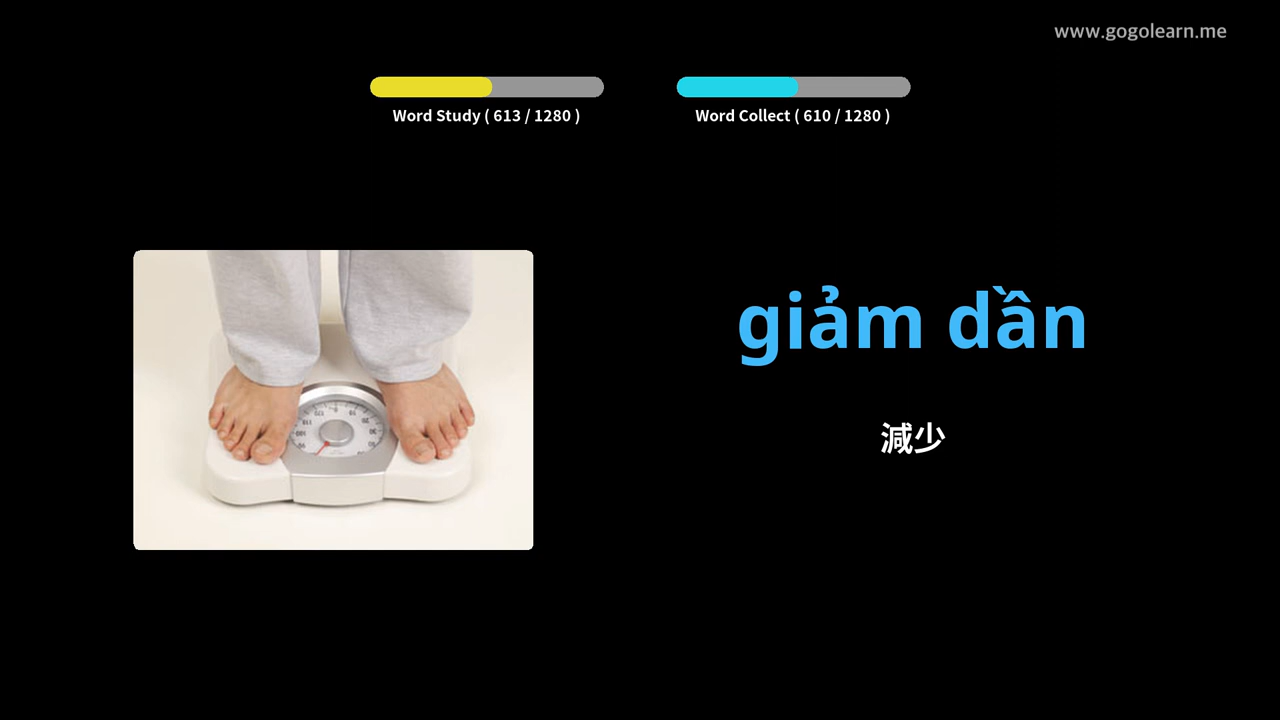 www.gogolearn.me
Word Study ( 613 / 1280 )
Word Collect ( 610 / 1280 )
giảm dần
減少